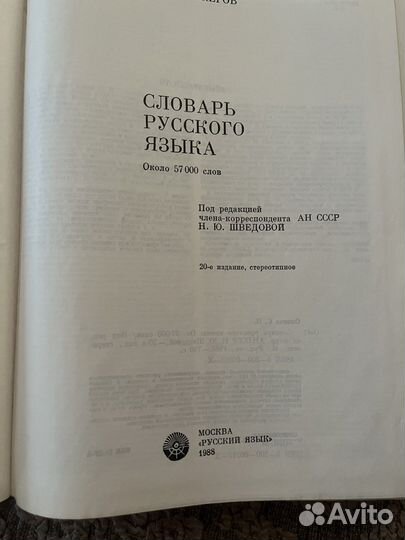 СЛОВАРЬ
РУССКОГО
ЯЗЫКА
Около 57 000 слов
Под редакцией
члена-корреспондента АН СССР
Н. Ю. ШВЕДОВОЙ
20-е издание, стереотипное
МОСКВА
«РУССКИЙ ЯЗЫК»
1988
Avito